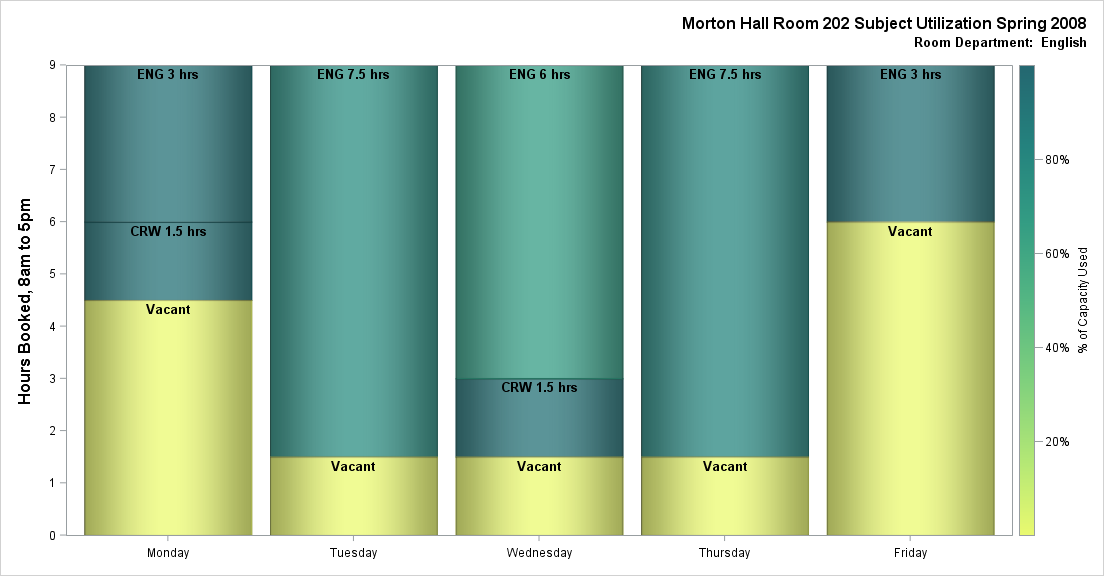 Morton Hall Room 202 Subject Utilization Spring 2008
Room Department: English
Hours Booked, 8am to 5pm
9
8
7
6
5
4
3
2
1
0
ENG 3 hrs
CRW 1.5 hrs
Vacant
ENG 7.5 hrs
Vacant
ENG 6 hrs
CRW 1.5 hrs
Vacant
ENG 7.5 hrs
Vacant
ENG 3 hrs
Vacant
Monday
Tuesday
Wednesday
Thursday
Friday
80%
60%
40%
20%
% of Capacity Used